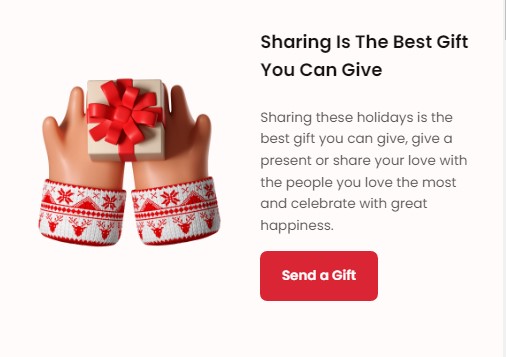 Sharing Is The Best Gift
You Can Give
Sharing these holidays is the
best gift you can give, give a
present or share your love with
the people you love the most
and celebrate with great
happiness.
Send a Gift